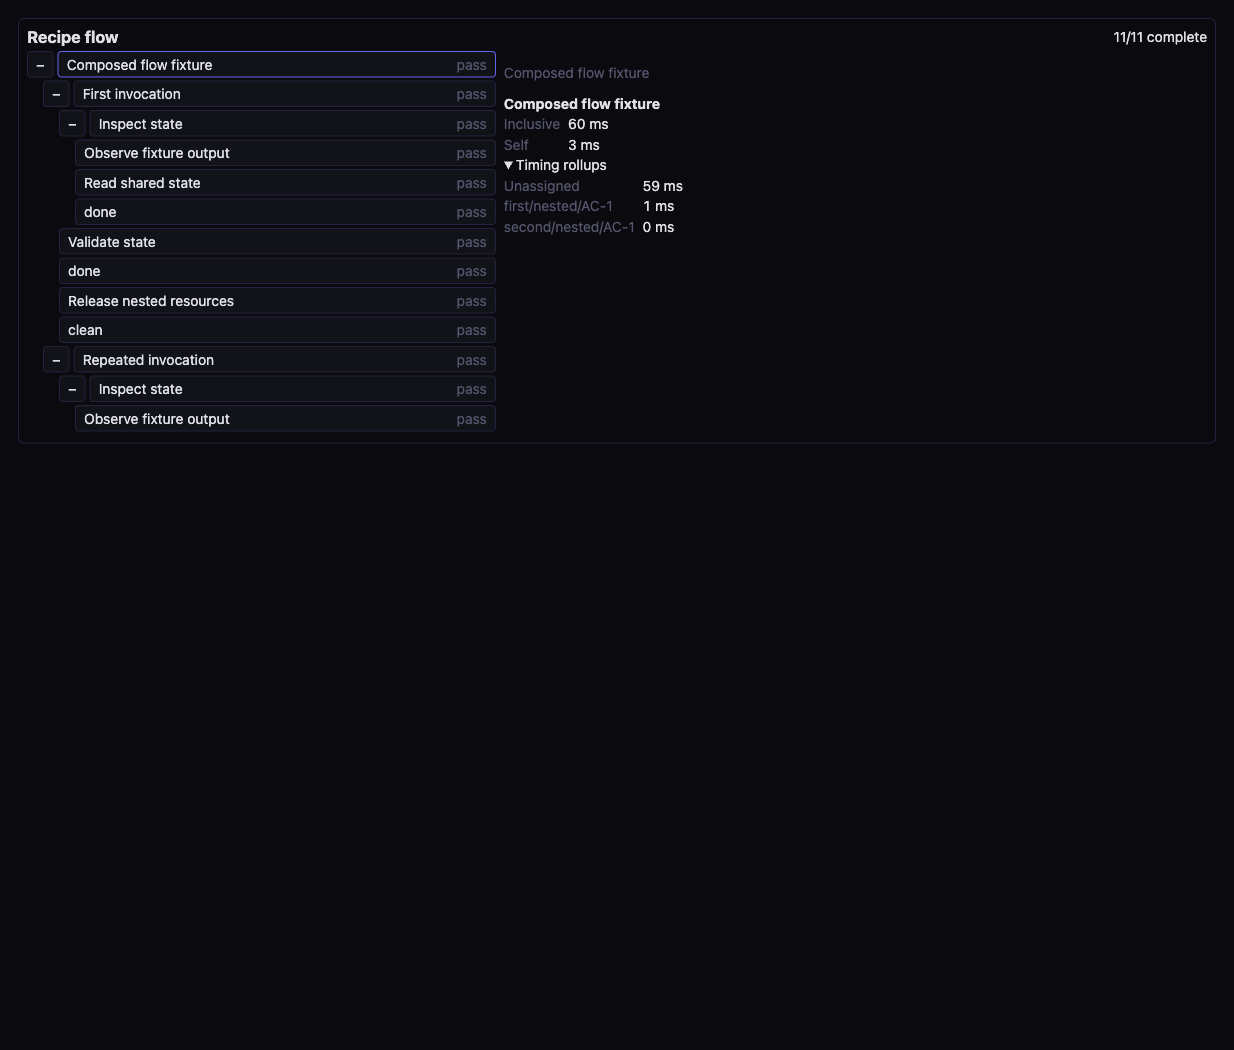 Recipe flow
11/11 complete
– Composed flow fixture pass
– First invocation pass
– Inspect state pass
Observe fixture output pass
Read shared state pass
done pass
Validate state pass
done pass
Release nested resources pass
clean pass
– Repeated invocation pass
– Inspect state pass
Observe fixture output pass
Composed flow fixture
Composed flow fixture
Inclusive 60 ms
Self 3 ms
▼ Timing rollups
Unassigned 59 ms
first/nested/AC-1 1 ms
second/nested/AC-1 0 ms